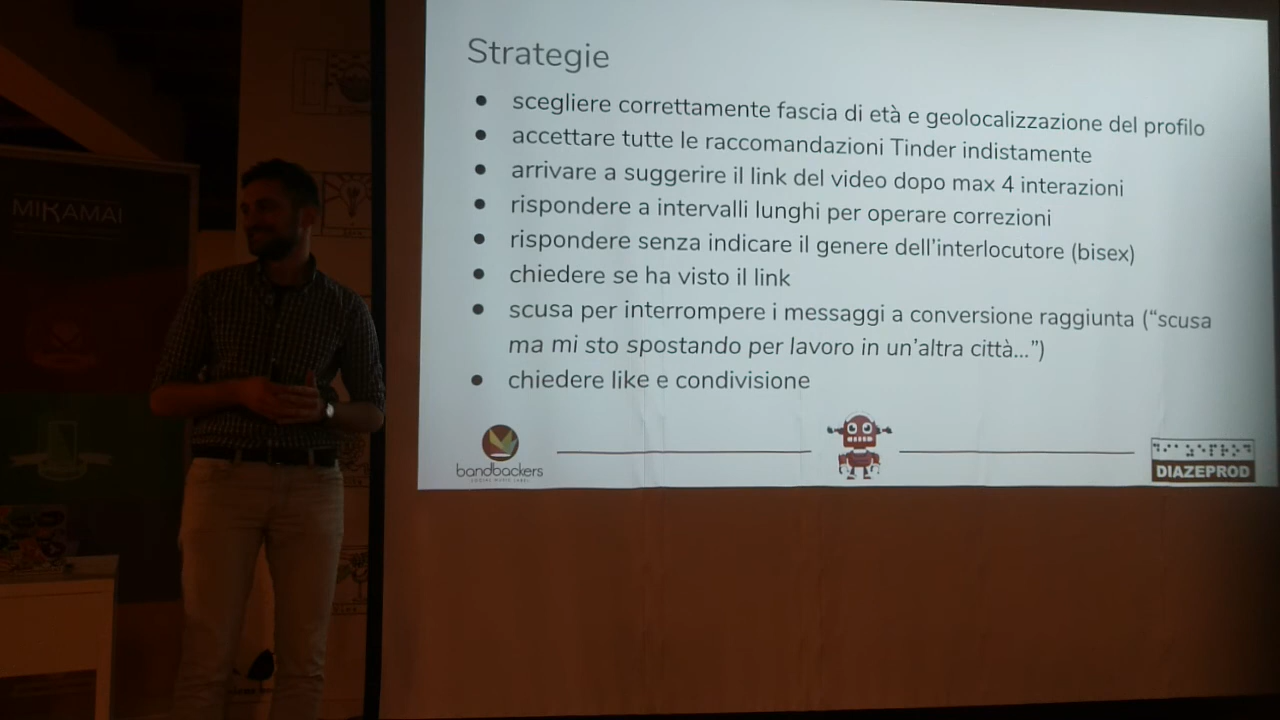 Strategie
● scegliere correttamente fascia di età e geolocalizzazione del profilo
● accettare tutte le raccomandazioni Tinder indistamente
● arrivare a suggerire il link del video dopo max 4 interazioni
● rispondere a intervalli lunghi per operare correzioni
● rispondere senza indicare il genere dell'interlocutore (bisex)
● chiedere se ha visto il link
● scusa per interrompere i messaggi a conversione raggiunta (“scusa
ma mi sto spostando per lavoro in un'altra città...”)
● chiedere like e condivisione
bandbackers
DIAZEPROD
MIKAMAI